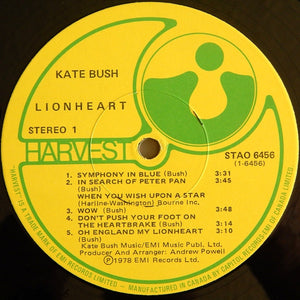 KATE BUSH
LIONHEART
STEREO 1
HARVEST
STAO 6456
(1-6456)
1. SYMPHONY IN BLUE (Bush) 3:31
2. IN SEARCH OF PETER PAN 3:45
(Bush)
WHEN YOU WISH UPON A STAR
(Harline-Washington) Bourne Inc.
3. WOW (Bush) 3:48
4. DON'T PUSH YOUR FOOT ON
THE HEARTBRAKE (Bush) 3:14
5. OH ENGLAND MY LIONHEART 5:10
(Bush)
Kate Bush Music/EMI Music Publ. Ltd.
Producer And Arranger: Andrew Powell
℗1978 EMI Records Ltd.
"HARVEST" IS A TRADE MARK OF EMI RECORDS LIMITED — MANUFACTURED IN CANADA BY CAPITOL RECORDS-EMI OF CANADA LIMITED